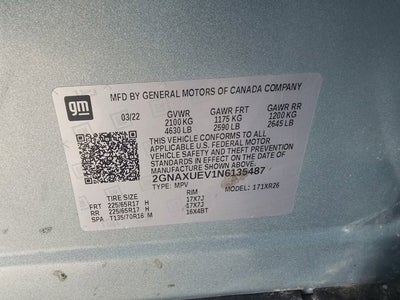 gm
MFD BY GENERAL MOTORS OF CANADA COMPANY
03/22 GVWR GAWR FRT GAWR RR
2100 KG 1175 KG 1200 KG
4630 LB 2590 LB 2645 LB
THIS VEHICLE CONFORMS TO ALL APPLICABLE
U.S. FEDERAL MOTOR VEHICLE SAFETY, BUMPER,
AND THEFT PREVENTION STANDARDS IN EFFECT ON
THE DATE OF MANUFACTURE SHOWN ABOVE.
2GNAXUEV1N6135487
TYPE: MPV MODEL: 171XR26
TIRE SIZE RIM
FRT 225/65R17 H 17X7J
RR 225/65R17 H 17X7J
SPA T135/70R16 M 16X4BT